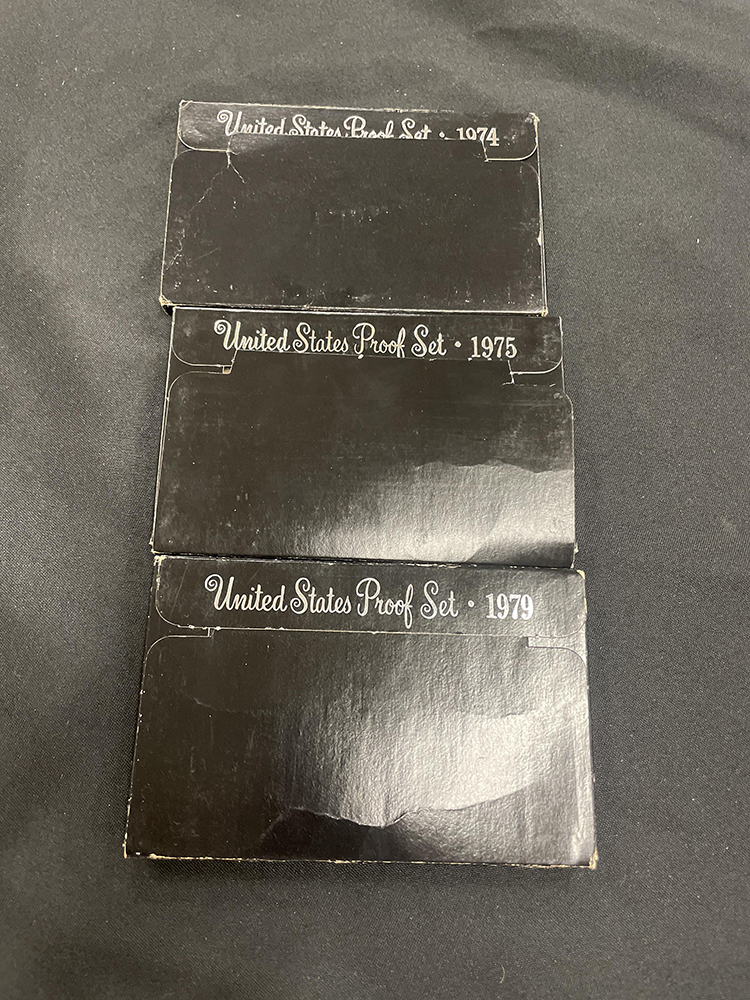 United States Proof Set • 1974
United States Proof Set • 1975
United States Proof Set • 1979